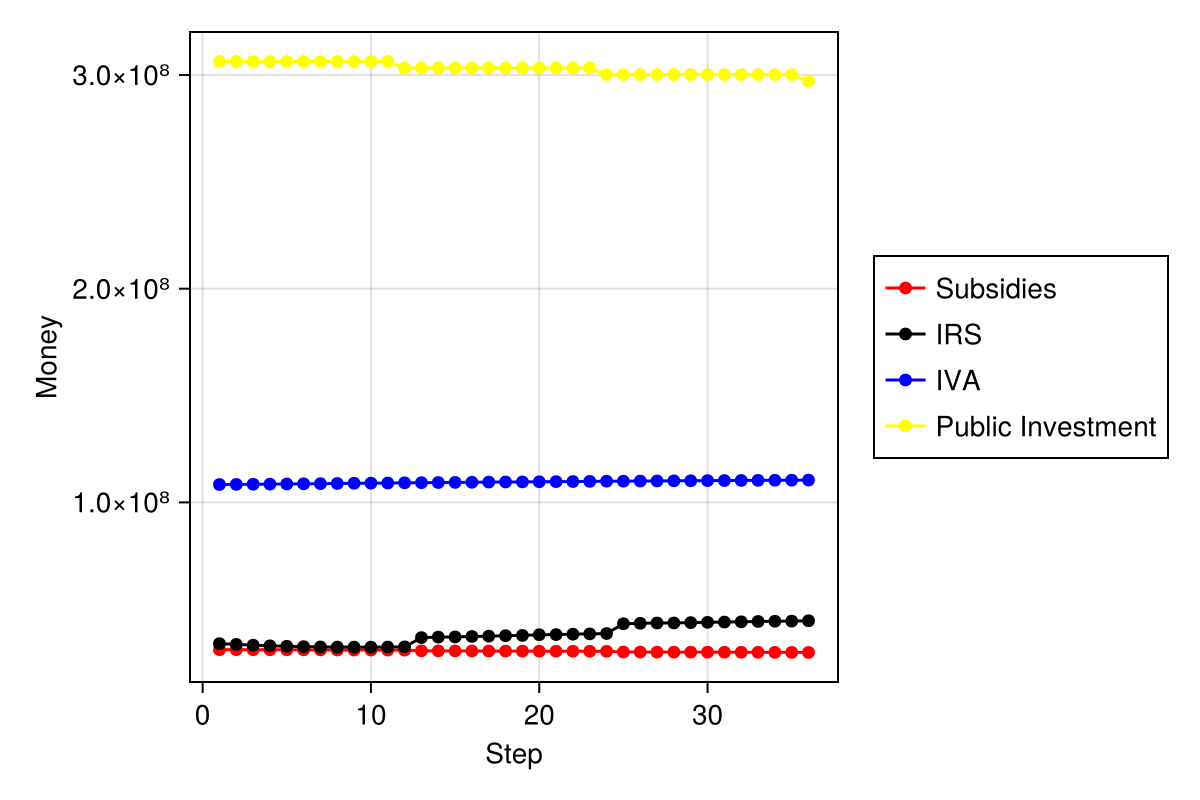 3.0×10⁸
2.0×10⁸
1.0×10⁸
Money
0 10 20 30
Step
Subsidies
IRS
IVA
Public Investment